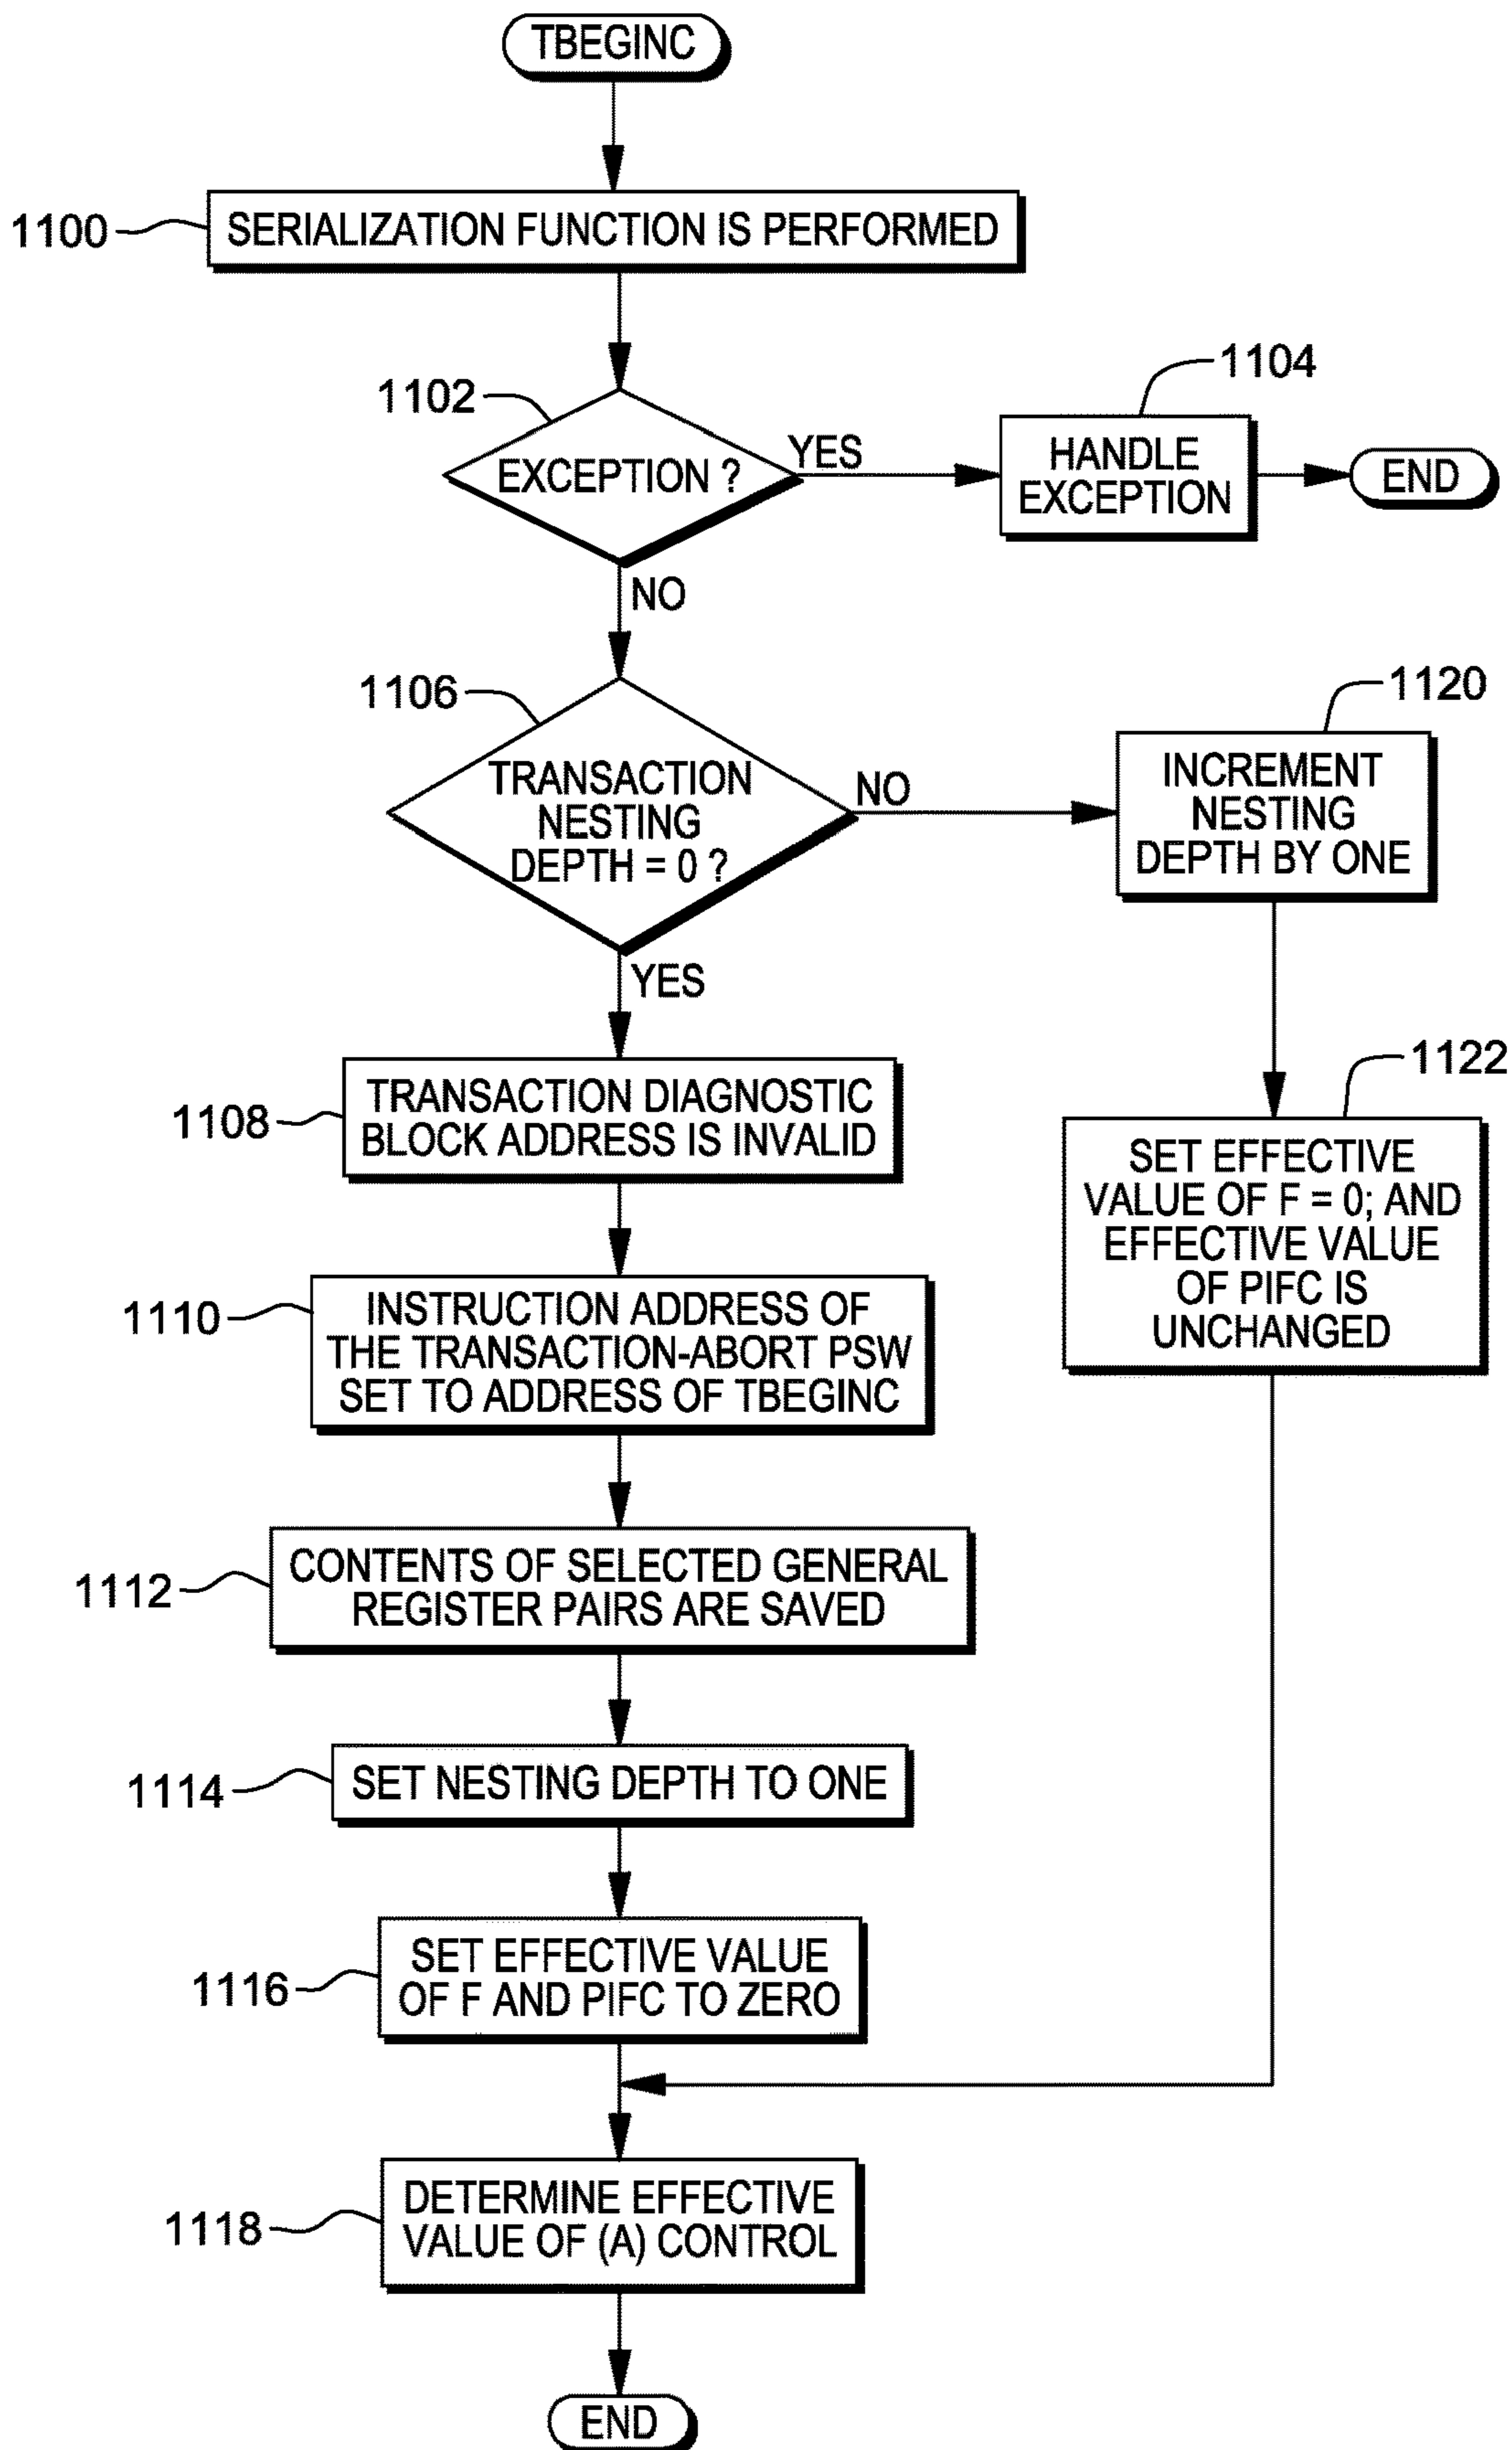 TBEGINC
1100
SERIALIZATION FUNCTION IS PERFORMED
1102
EXCEPTION ?
YES
1104
HANDLE
EXCEPTION
END
NO
1106
TRANSACTION
NESTING
DEPTH = 0 ?
NO
1120
INCREMENT
NESTING
DEPTH BY ONE
YES
1108
TRANSACTION DIAGNOSTIC
BLOCK ADDRESS IS INVALID
1122
SET EFFECTIVE
VALUE OF F = 0; AND
EFFECTIVE VALUE
OF PIFC IS
UNCHANGED
1110
INSTRUCTION ADDRESS OF
THE TRANSACTION-ABORT PSW
SET TO ADDRESS OF TBEGINC
1112
CONTENTS OF SELECTED GENERAL
REGISTER PAIRS ARE SAVED
1114
SET NESTING DEPTH TO ONE
1116
SET EFFECTIVE VALUE
OF F AND PIFC TO ZERO
1118
DETERMINE EFFECTIVE
VALUE OF (A) CONTROL
END